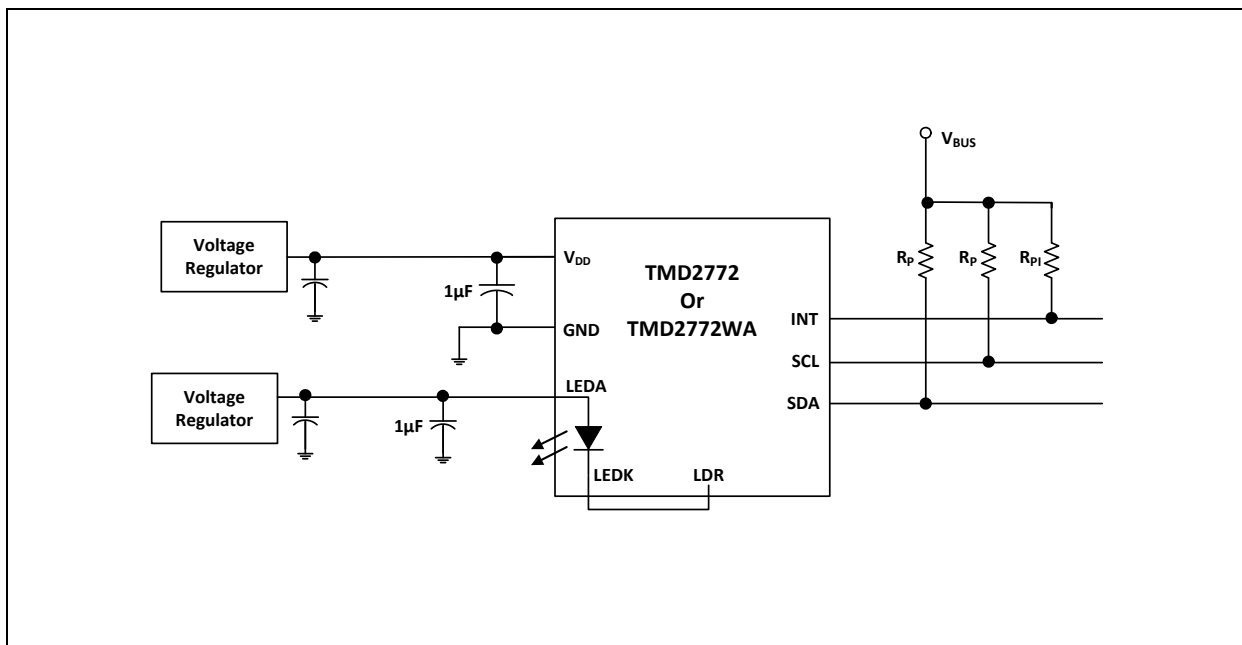 V_BUS
Voltage
Regulator
V_DD
1µF
GND
TMD2772
Or
TMD2772WA
R_P
R_P
R_PI
INT
SCL
SDA
Voltage
Regulator
LEDA
1µF
LEDK
LDR